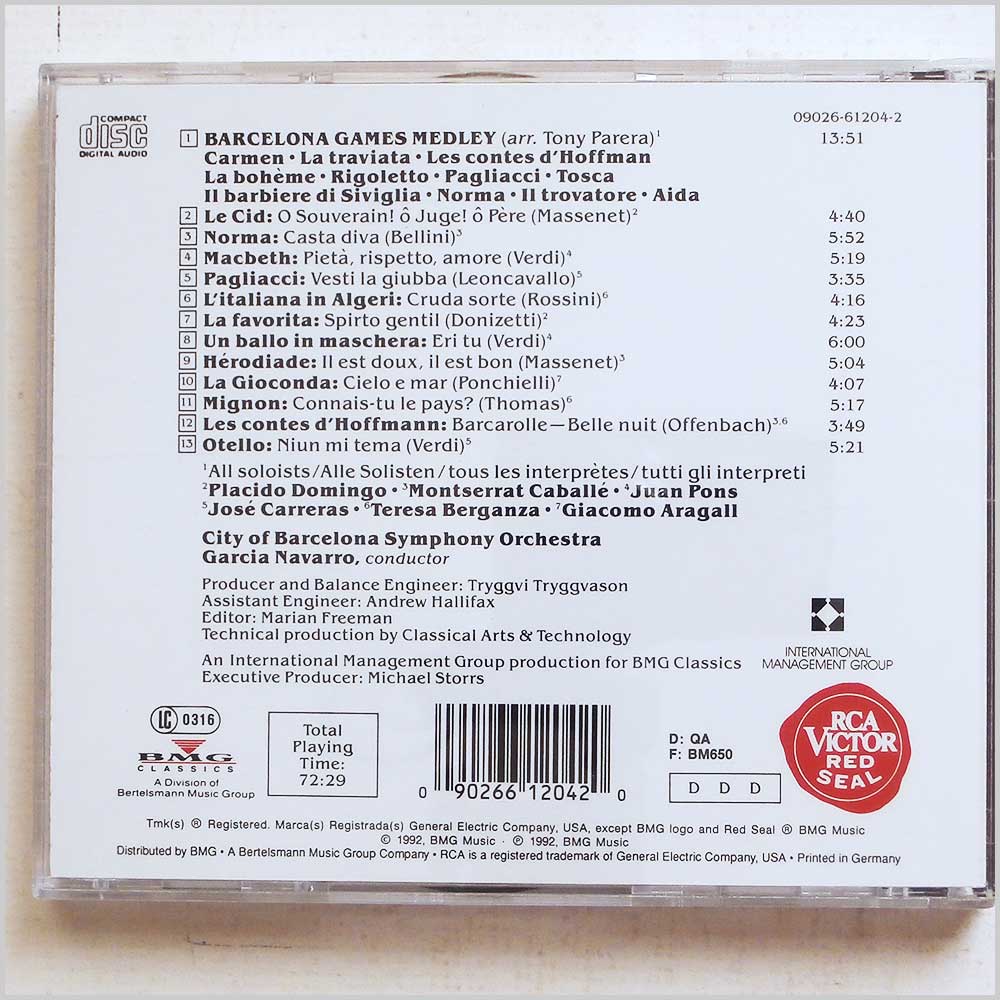 COMPACT
disc
DIGITAL AUDIO
09026-61204-2
1 BARCELONA GAMES MEDLEY (arr. Tony Parera)¹ 13:51
Carmen • La traviata • Les contes d'Hoffman
La bohème • Rigoletto • Pagliacci • Tosca
Il barbiere di Siviglia • Norma • Il trovatore • Aida
2 Le Cid: O Souverain! ô Juge! ô Père (Massenet)² 4:40
3 Norma: Casta diva (Bellini)³ 5:52
4 Macbeth: Pietà, rispetto, amore (Verdi)⁴ 5:19
5 Pagliacci: Vesti la giubba (Leoncavallo)⁵ 3:35
6 L'italiana in Algeri: Cruda sorte (Rossini)⁶ 4:16
7 La favorita: Spirto gentil (Donizetti)² 4:23
8 Un ballo in maschera: Eri tu (Verdi)⁴ 6:00
9 Hérodiade: Il est doux, il est bon (Massenet)³ 5:04
10 La Gioconda: Cielo e mar (Ponchielli)⁷ 4:07
11 Mignon: Connais-tu le pays? (Thomas)⁶ 5:17
12 Les contes d'Hoffmann: Barcarolle—Belle nuit (Offenbach)³·⁶ 3:49
13 Otello: Niun mi tema (Verdi)⁵ 5:21
¹All soloists/Alle Solisten/tous les interprètes/tutti gli interpreti
²Placido Domingo • ³Montserrat Caballé • ⁴Juan Pons
⁵José Carreras • ⁶Teresa Berganza • ⁷Giacomo Aragall
City of Barcelona Symphony Orchestra
Garcia Navarro, conductor
Producer and Balance Engineer: Tryggvi Tryggvason
Assistant Engineer: Andrew Hallifax
Editor: Marian Freeman
Technical production by Classical Arts & Technology
An International Management Group production for BMG Classics
Executive Producer: Michael Storrs
INTERNATIONAL
MANAGEMENT GROUP
LC 0316
BMG
CLASSICS
A Division of
Bertelsmann Music Group
Total
Playing
Time:
72:29
0 90266 12042 0
D: QA
F: BM650
D D D
RCA
VICTOR
RED
SEAL
Tmk(s) ® Registered. Marca(s) Registrada(s) General Electric Company, USA, except BMG logo and Red Seal ® BMG Music
© 1992, BMG Music · ℗ 1992, BMG Music
Distributed by BMG • A Bertelsmann Music Group Company • RCA is a registered trademark of General Electric Company, USA • Printed in Germany